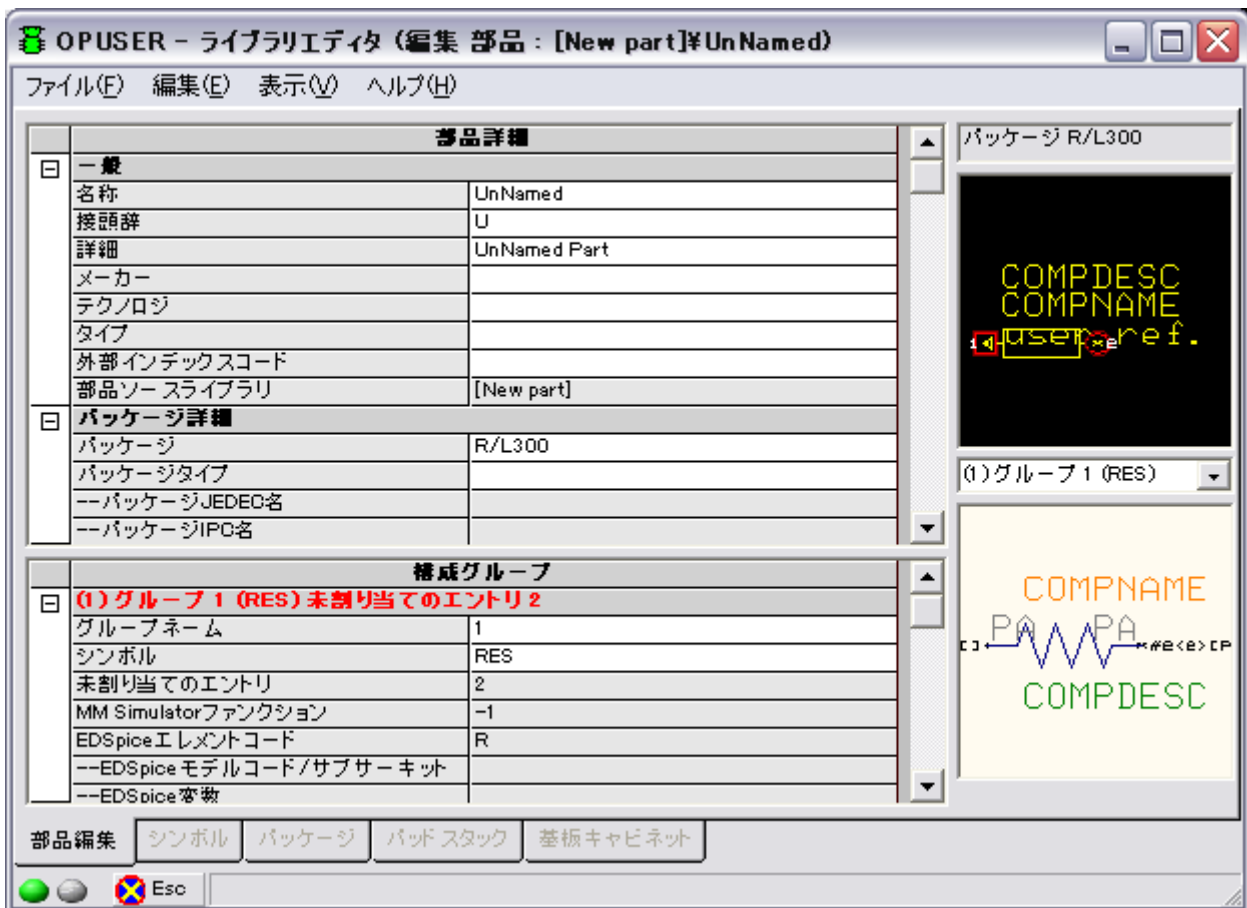 OPUSER - ライブラリエディタ (編集 部品 : [New part]¥UnNamed)
ファイル(F) 編集(E) 表示(V) ヘルプ(H)
部品詳細
一般
名称 UnNamed
接頭辞 U
詳細 UnNamed Part
メーカー
テクノロジ
タイプ
外部インデックスコード
部品ソースライブラリ [New part]
パッケージ詳細
パッケージ R/L300
パッケージタイプ
--パッケージJEDEC名
--パッケージIPC名
構成グループ
(1) グループ 1 (RES) 未割り当てのエントリ 2
グループネーム 1
シンボル RES
未割り当てのエントリ 2
MM Simulatorファンクション -1
EDSpiceエレメントコード R
--EDSpiceモデルコード/サブサーキット
--EDSpice変数
パッケージ R/L300
COMPDESC
COMPNAME
user ref.
e
(1)グループ 1 (RES)
COMPNAME
PA PA
COMPDESC
部品編集 シンボル パッケージ パッド スタック 基板キャビネット
Esc